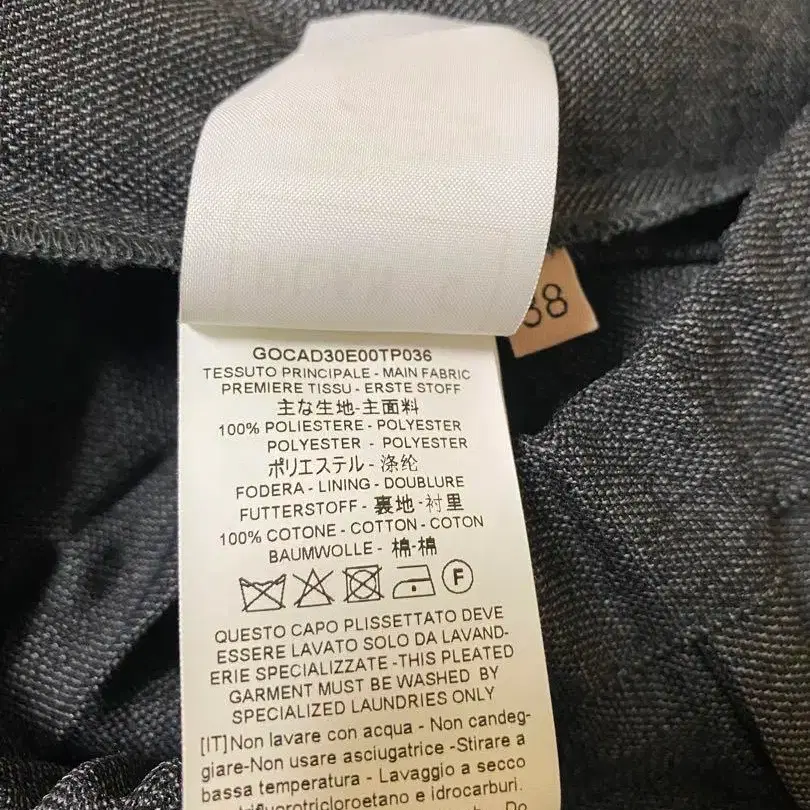 38
GOCAD30E00TP036
TESSUTO PRINCIPALE - MAIN FABRIC
PREMIERE TISSU - ERSTE STOFF
主な生地-主面料
100% POLIESTERE - POLYESTER
POLYESTER - POLYESTER
ポリエステル - 涤纶
FODERA - LINING - DOUBLURE
FUTTERSTOFF - 裏地-衬里
100% COTONE - COTTON - COTON
BAUMWOLLE - 棉-棉
F
QUESTO CAPO PLISSETTATO DEVE
ESSERE LAVATO SOLO DA LAVAND-
ERIE SPECIALIZZATE -THIS PLEATED
GARMENT MUST BE WASHED BY
SPECIALIZED LAUNDRIES ONLY
[IT]Non lavare con acqua - Non candeg-
giare-Non usare asciugatrice -Stirare a
bassa temperatura - Lavaggio a secco
trifluorotricloroetano e idrocarburi.
Do